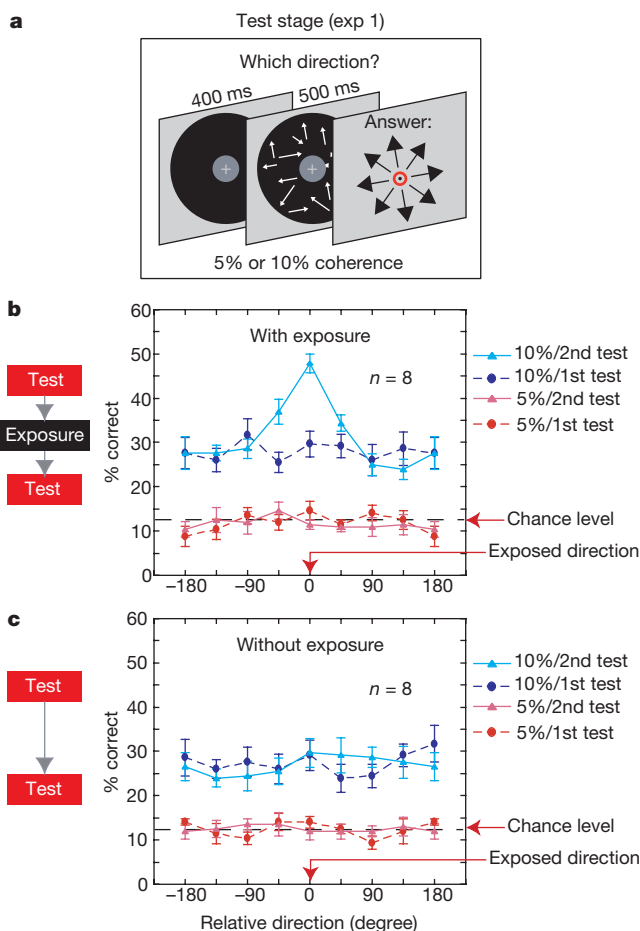 a
Test stage (exp 1)
Which direction?
400 ms
500 ms
Answer:
5% or 10% coherence
b
Test
Exposure
Test
% correct
60
50
40
30
20
10
0
With exposure
n = 8
10%/2nd test
10%/1st test
5%/2nd test
5%/1st test
Chance level
Exposed direction
−180
−90
0
90
180
c
Test
Test
% correct
60
50
40
30
20
10
0
Without exposure
n = 8
10%/2nd test
10%/1st test
5%/2nd test
5%/1st test
Chance level
Exposed direction
−180
−90
0
90
180
Relative direction (degree)